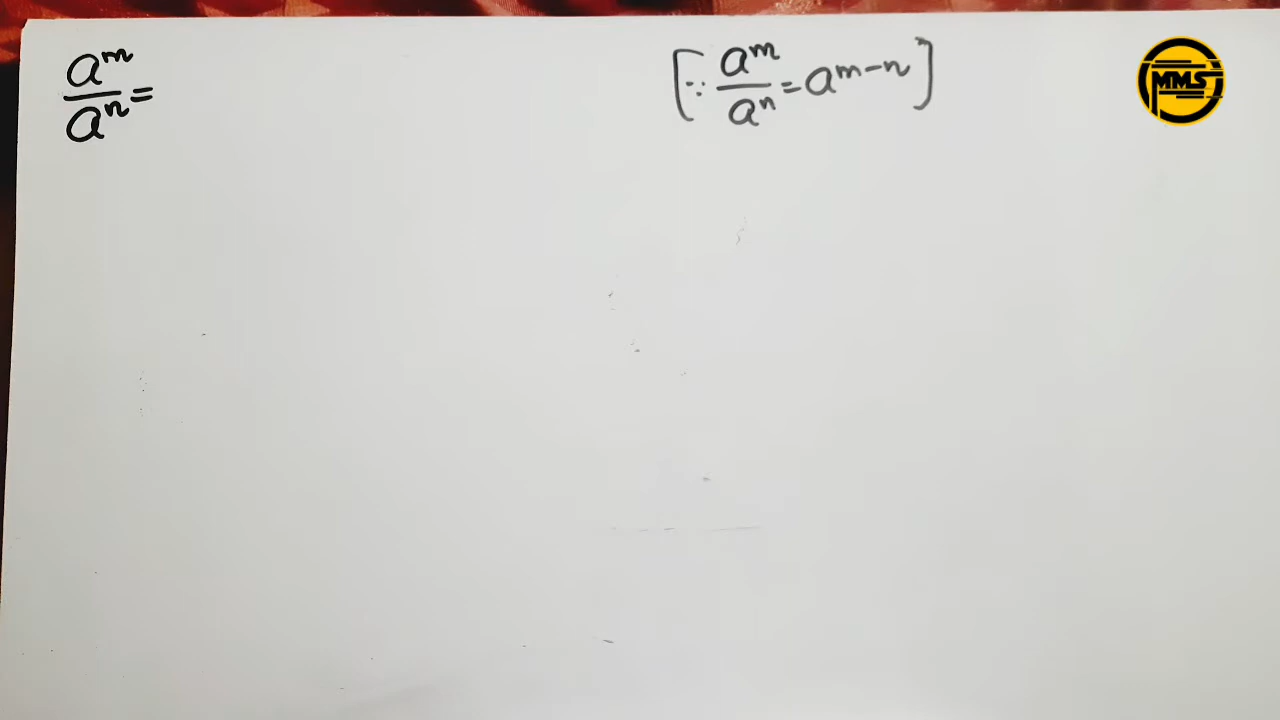 a^m/a^n =
[∵ a^m/a^n = a^(m-n)]
MMS